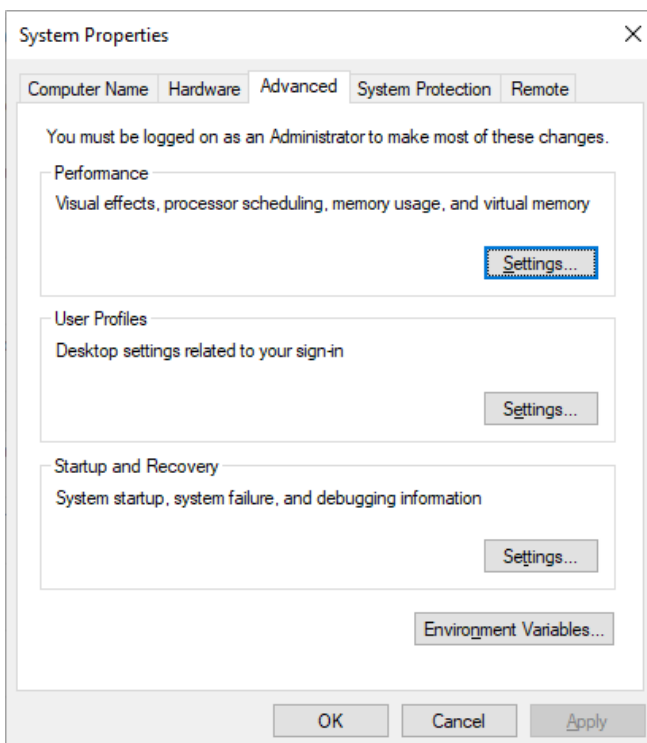 System Properties
Computer Name Hardware Advanced System Protection Remote
You must be logged on as an Administrator to make most of these changes.
Performance
Visual effects, processor scheduling, memory usage, and virtual memory
Settings...
User Profiles
Desktop settings related to your sign-in
Settings...
Startup and Recovery
System startup, system failure, and debugging information
Settings...
Environment Variables...
OK Cancel Apply